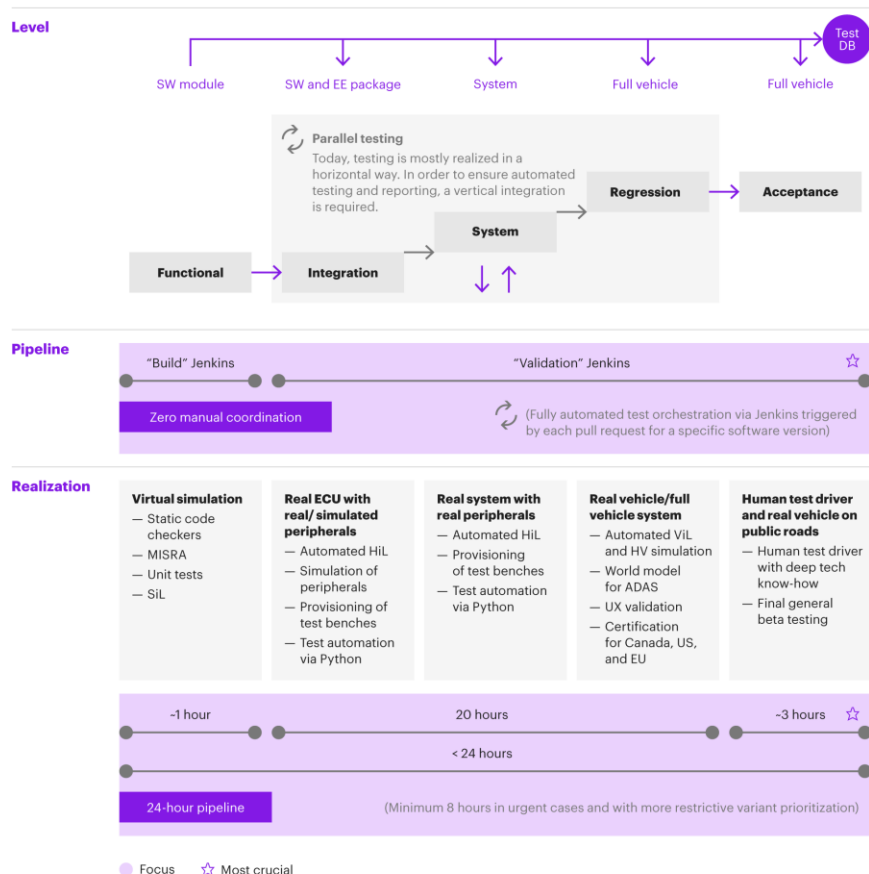 Level
Test
DB
SW module
SW and EE package
System
Full vehicle
Full vehicle
Parallel testing
Today, testing is mostly realized in a
horizontal way. In order to ensure automated
testing and reporting, a vertical integration
is required.
Functional
Integration
System
Regression
Acceptance
Pipeline
“Build” Jenkins
“Validation” Jenkins
Zero manual coordination
(Fully automated test orchestration via Jenkins triggered
by each pull request for a specific software version)
Realization
Virtual simulation
— Static code
checkers
— MISRA
— Unit tests
— SiL
Real ECU with
real/ simulated
peripherals
— Automated HiL
— Simulation of
peripherals
— Provisioning of
test benches
— Test automation
via Python
Real system with
real peripherals
— Automated HiL
— Provisioning
of test benches
— Test automation
via Python
Real vehicle/full
vehicle system
— Automated ViL
and HV simulation
— World model
for ADAS
— UX validation
— Certification
for Canada, US,
and EU
Human test driver
and real vehicle on
public roads
— Human test driver
with deep tech
know-how
— Final general
beta testing
~1 hour
20 hours
~3 hours
< 24 hours
24-hour pipeline
(Minimum 8 hours in urgent cases and with more restrictive variant prioritization)
Focus
Most crucial